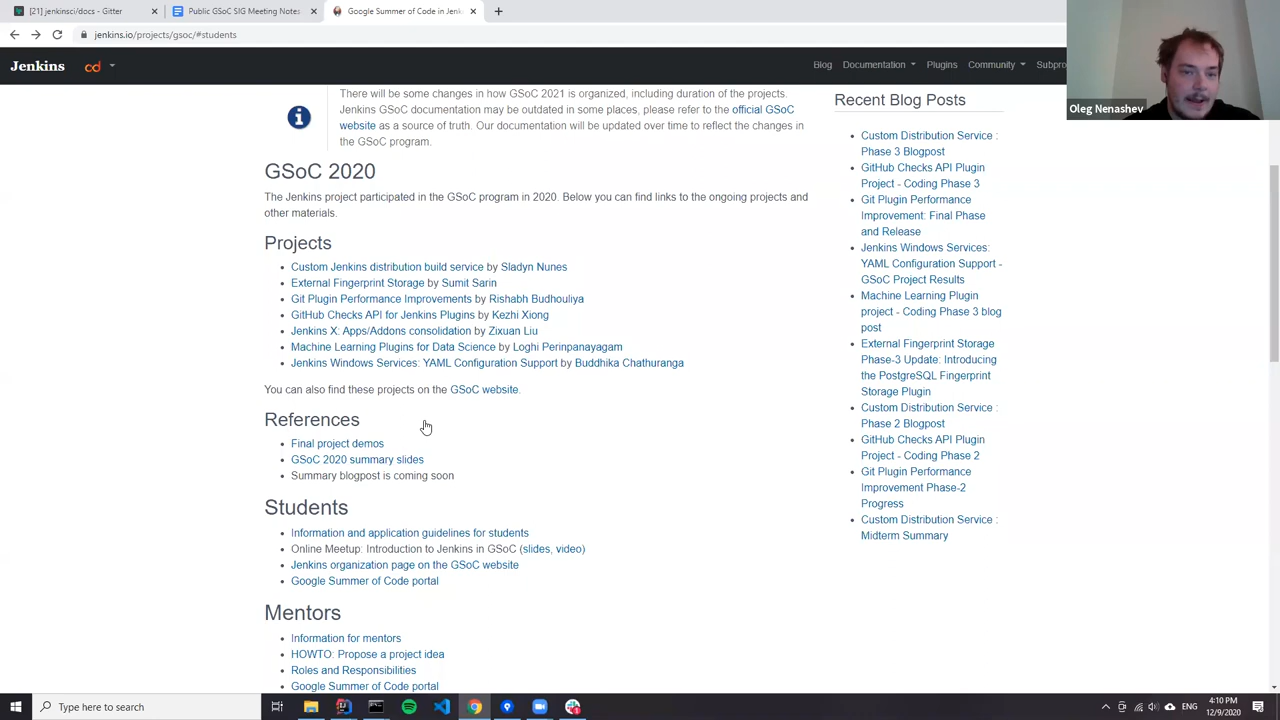 [21] jenkinsci/docs - Gitter
Public GSoC SIG Meeting Notes
Google Summer of Code in Jenk
jenkins.io/projects/gsoc/#students
Jenkins
cd
Blog
Documentation
Plugins
Community
Subpro
Oleg Nenashev
There will be some changes in how GSoC 2021 is organized, including duration of the projects.
Jenkins GSoC documentation may be outdated in some places, please refer to the official GSoC
website as a source of truth. Our documentation will be updated over time to reflect the changes in
the GSoC program.
GSoC 2020
The Jenkins project participated in the GSoC program in 2020. Below you can find links to the ongoing projects and
other materials.
Projects
Custom Jenkins distribution build service by Sladyn Nunes
External Fingerprint Storage by Sumit Sarin
Git Plugin Performance Improvements by Rishabh Budhouliya
GitHub Checks API for Jenkins Plugins by Kezhi Xiong
Jenkins X: Apps/Addons consolidation by Zixuan Liu
Machine Learning Plugins for Data Science by Loghi Perinpanayagam
Jenkins Windows Services: YAML Configuration Support by Buddhika Chathuranga
You can also find these projects on the GSoC website.
References
Final project demos
GSoC 2020 summary slides
Summary blogpost is coming soon
Students
Information and application guidelines for students
Online Meetup: Introduction to Jenkins in GSoC (slides, video)
Jenkins organization page on the GSoC website
Google Summer of Code portal
Mentors
Information for mentors
HOWTO: Propose a project idea
Roles and Responsibilities
Google Summer of Code portal
Recent Blog Posts
Custom Distribution Service :
Phase 3 Blogpost
GitHub Checks API Plugin
Project - Coding Phase 3
Git Plugin Performance
Improvement: Final Phase
and Release
Jenkins Windows Services:
YAML Configuration Support -
GSoC Project Results
Machine Learning Plugin
project - Coding Phase 3 blog
post
External Fingerprint Storage
Phase-3 Update: Introducing
the PostgreSQL Fingerprint
Storage Plugin
Custom Distribution Service :
Phase 2 Blogpost
GitHub Checks API Plugin
Project - Coding Phase 2
Git Plugin Performance
Improvement Phase-2
Progress
Custom Distribution Service :
Midterm Summary
Type here to search
ENG
4:10 PM
12/9/2020